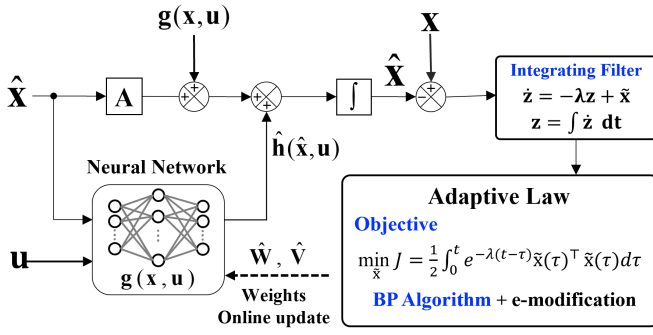 g(x, u)
x
x̂
A
+
+
+
+
∫
x̂
−
+
Integrating Filter
ż = −λz + x̃
z = ∫ ż dt
ĥ(x̂, u)
Neural Network
g(x, u)
u
Ŵ , V̂
Weights
Online update
Adaptive Law
Objective
min J = ½ ∫₀ᵗ e^{−λ(t−τ)} x̃(τ)^⊤ x̃(τ)dτ
x̃
BP Algorithm + e-modification